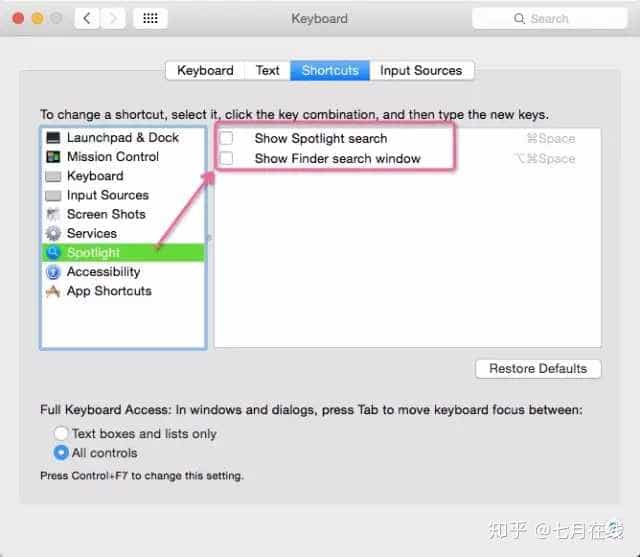 Keyboard
Search
Keyboard Text Shortcuts Input Sources
To change a shortcut, select it, click the key combination, and then type the new keys.
Launchpad & Dock
Mission Control
Keyboard
Input Sources
Screen Shots
Services
Spotlight
Accessibility
App Shortcuts
Show Spotlight search ⌘Space
Show Finder search window ⌥⌘Space
Restore Defaults
Full Keyboard Access: In windows and dialogs, press Tab to move keyboard focus between:
Text boxes and lists only
All controls
Press Control+F7 to change this setting.
知乎 @七月在线